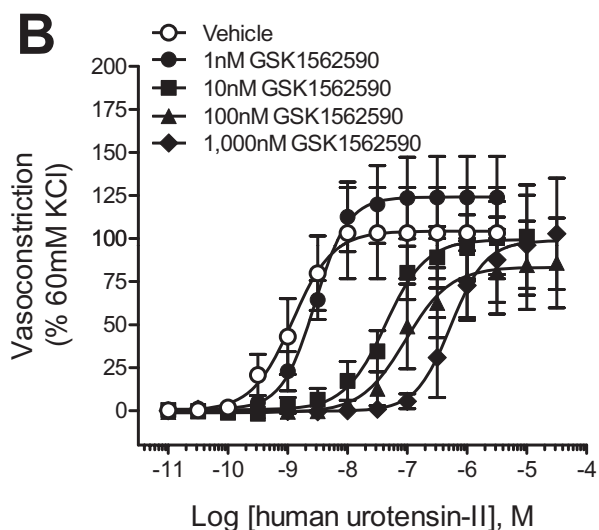 B
Vehicle
1nM GSK1562590
10nM GSK1562590
100nM GSK1562590
1,000nM GSK1562590
Vasoconstriction
(% 60mM KCl)
200
175
150
125
100
75
50
25
0
-11 -10 -9 -8 -7 -6 -5 -4
Log [human urotensin-II], M